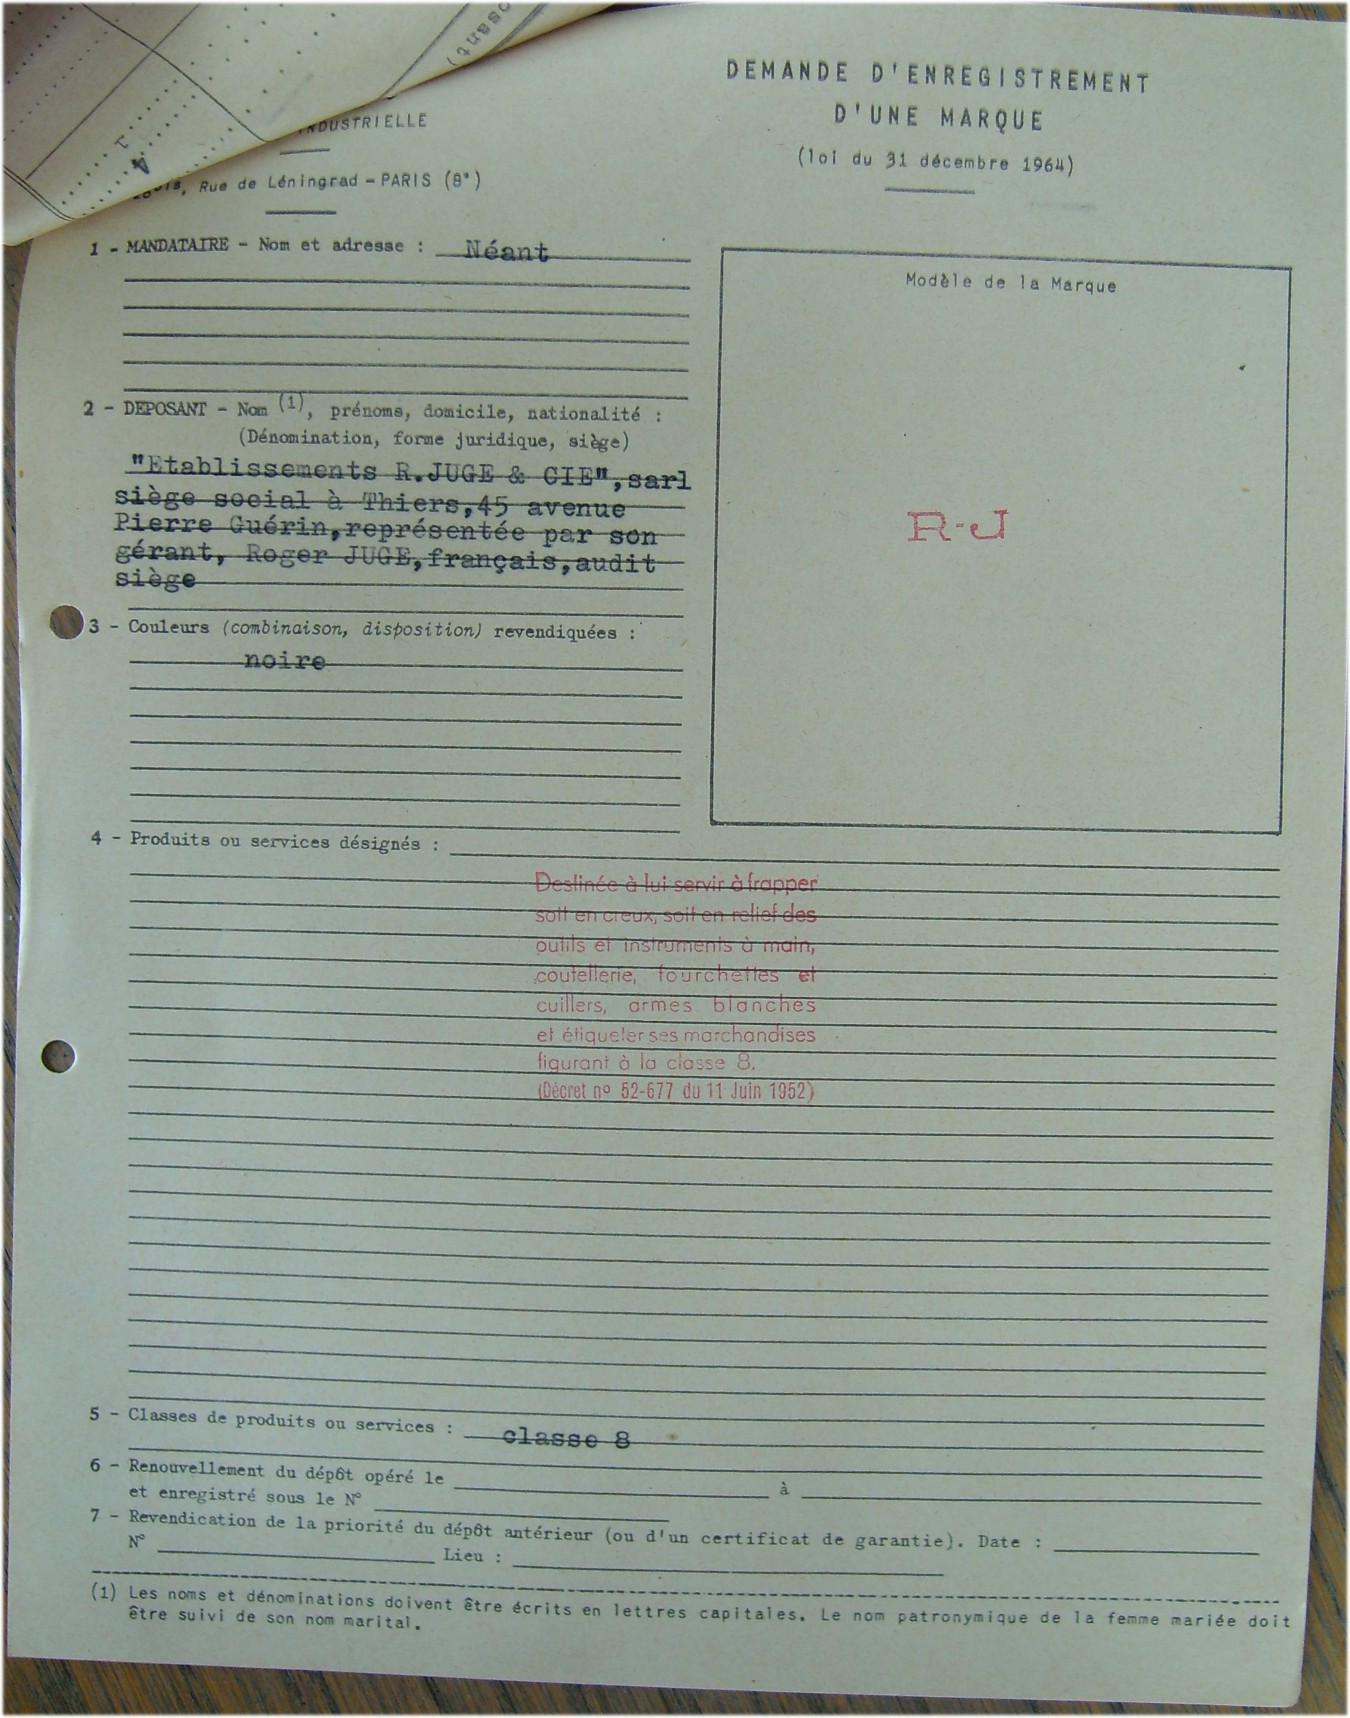 osant)
1
4
INDUSTRIELLE
Rue de Léningrad - PARIS (8e)
DEMANDE D'ENREGISTREMENT
D'UNE MARQUE
(loi du 31 décembre 1964)
1 - MANDATAIRE - Nom et adresse : Néant
2 - DEPOSANT - Nom (1), prénoms, domicile, nationalité :
(Dénomination, forme juridique, siège)
"Etablissements R.JUGE & CIE", sarl
siège social à Thiers, 45 avenue
Pierre Guérin, représentée par son
gérant, Roger JUGE, français, audit
siège
Modèle de la Marque
R-J
3 - Couleurs (combinaison, disposition) revendiquées :
noire
4 - Produits ou services désignés :
Destinée à lui servir à frapper
soit en creux, soit en relief des
outils et instruments à main,
coutellerie, fourchettes et
cuillers, armes blanches
et étiqueter ses marchandises
figurant à la classe 8.
(Décret nº 52-677 du 11 Juin 1952)
5 - Classes de produits ou services : classe 8
6 - Renouvellement du dépôt opéré le à
et enregistré sous le N°
7 - Revendication de la priorité du dépôt antérieur (ou d'un certificat de garantie). Date :
N° Lieu :
(1) Les noms et dénominations doivent être écrits en lettres capitales. Le nom patronymique de la femme mariée doit
être suivi de son nom marital.